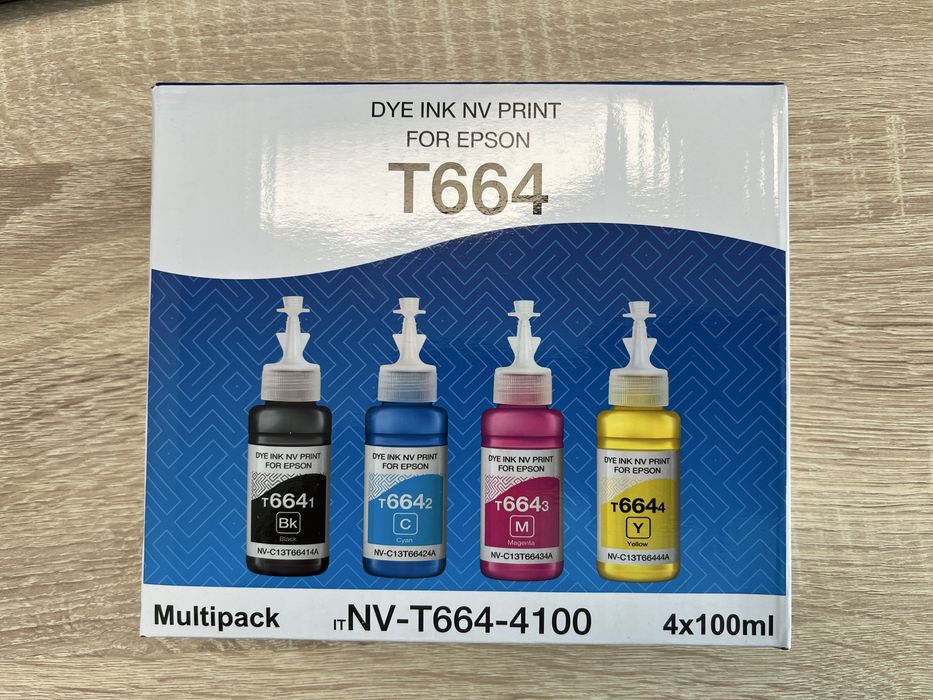 DYE INK NV PRINT
FOR EPSON
T664
DYE INK NV PRINT
FOR EPSON
T6641
Bk
Black
NV-C13T66414A
DYE INK NV PRINT
FOR EPSON
T6642
C
Cyan
NV-C13T66424A
DYE INK NV PRINT
FOR EPSON
T6643
M
Magenta
NV-C13T66434A
DYE INK NV PRINT
FOR EPSON
T6644
Y
Yellow
NV-C13T66444A
Multipack ITNV-T664-4100 4x100ml